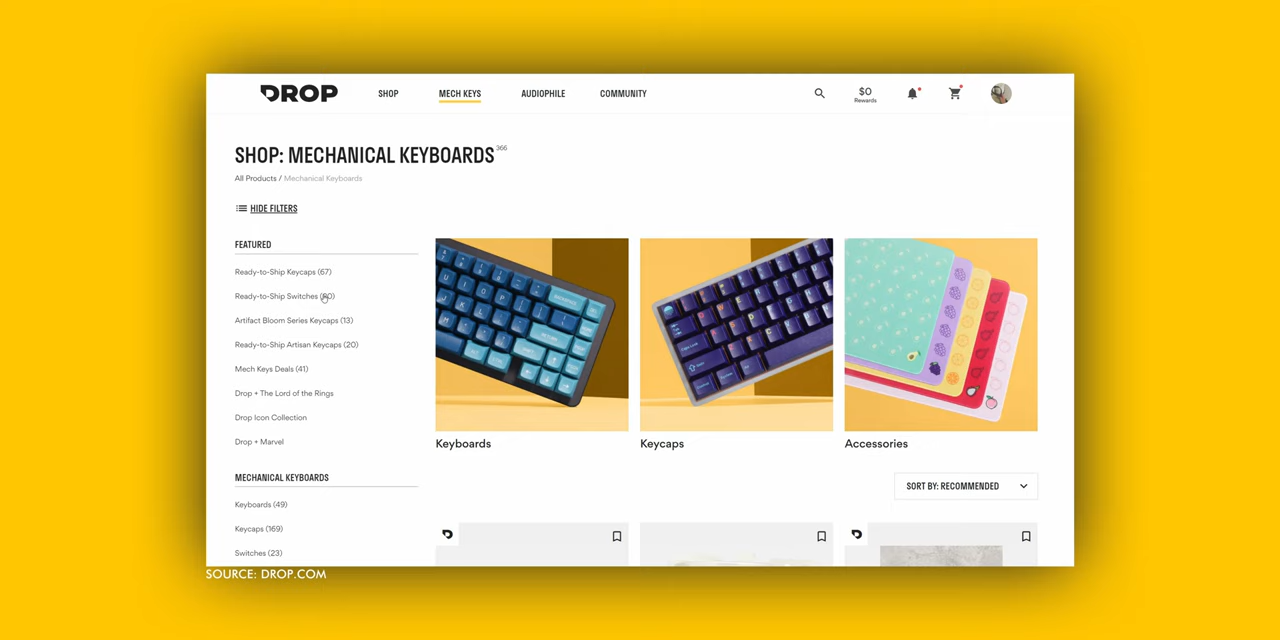 DROP
SHOP
MECH KEYS
AUDIOPHILE
COMMUNITY
$0
Rewards
SHOP: MECHANICAL KEYBOARDS 366
All Products / Mechanical Keyboards
HIDE FILTERS
FEATURED
Ready-to-Ship Keycaps (67)
Ready-to-Ship Switches
Artifact Bloom Series Keycaps (13)
Ready-to-Ship Artisan Keycaps (20)
Mech Keys Deals (41)
Drop + The Lord of the Rings
Drop Icon Collection
Drop + Marvel
MECHANICAL KEYBOARDS
Keyboards (49)
Keycaps (169)
Switches (23)
Keyboards
Keycaps
Accessories
SORT BY: RECOMMENDED
SOURCE: DROP.COM